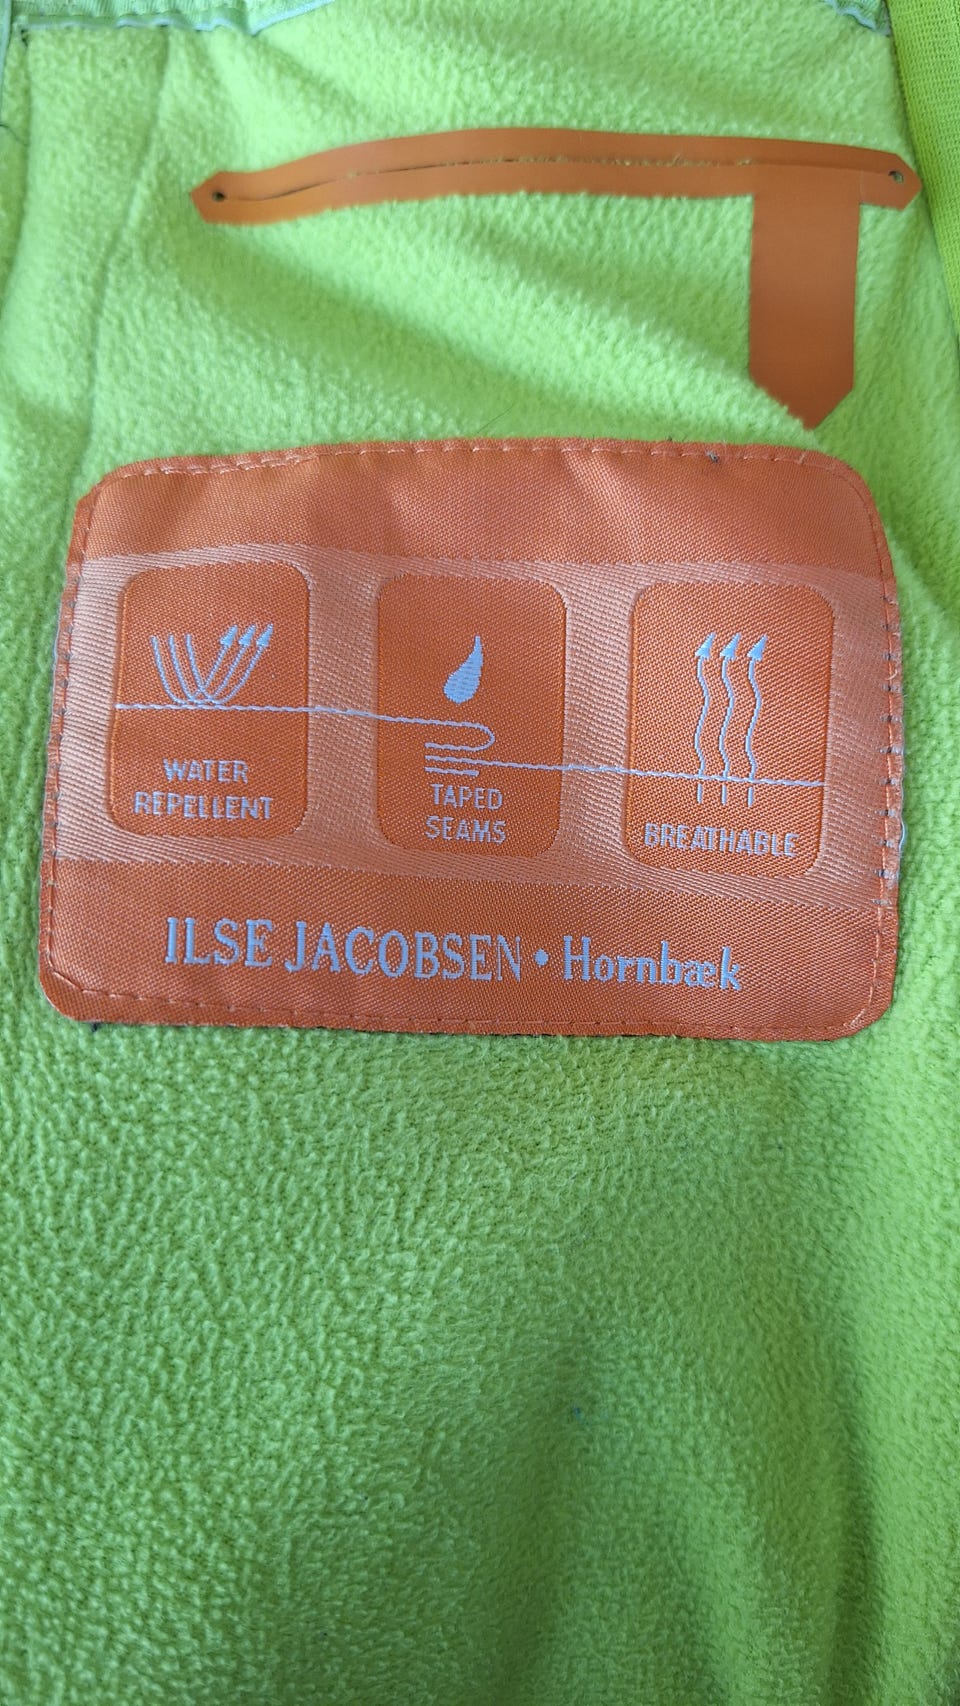 WATER
REPELLENT
TAPED
SEAMS
BREATHABLE
ILSE JACOBSEN • Hornbæk